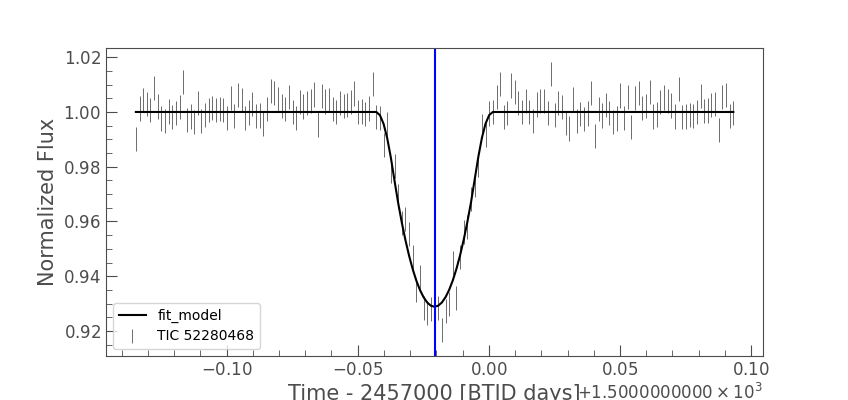 1.02
1.00
0.98
0.96
0.94
0.92
Normalized Flux
fit_model
TIC 52280468
−0.10
−0.05
0.00
0.05
0.10
Time - 2457000 [BTJD days]
+1.5000000000 × 10³